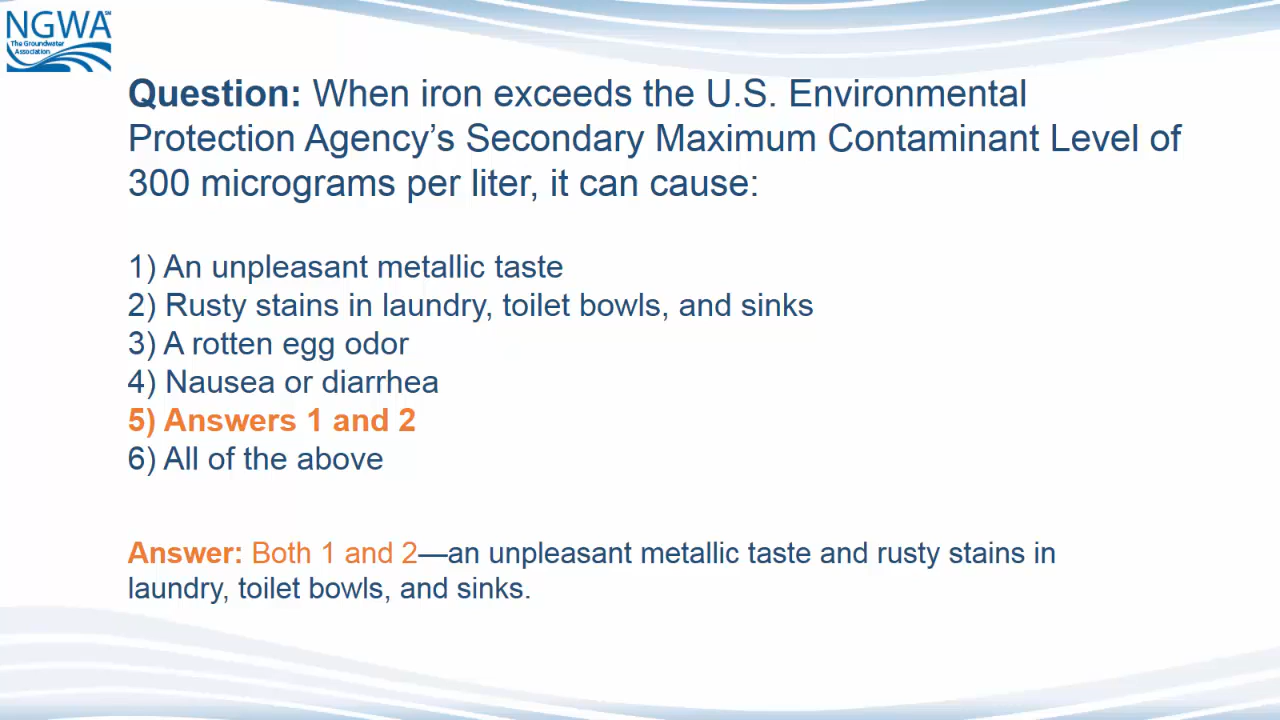 NGWA
SM
The Groundwater
Association
Question: When iron exceeds the U.S. Environmental
Protection Agency’s Secondary Maximum Contaminant Level of
300 micrograms per liter, it can cause:
1) An unpleasant metallic taste
2) Rusty stains in laundry, toilet bowls, and sinks
3) A rotten egg odor
4) Nausea or diarrhea
5) Answers 1 and 2
6) All of the above
Answer: Both 1 and 2—an unpleasant metallic taste and rusty stains in
laundry, toilet bowls, and sinks.